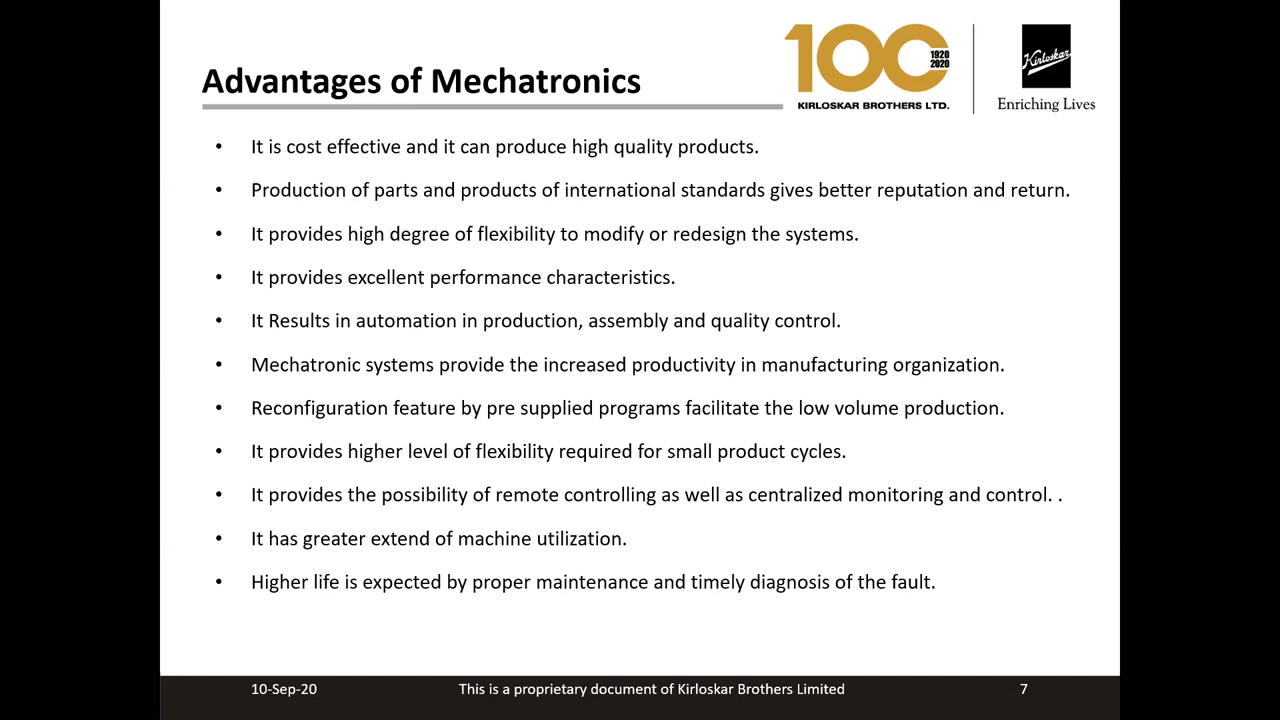 100
1920
2020
KIRLOSKAR BROTHERS LTD.
Kirloskar
Enriching Lives
Advantages of Mechatronics
• It is cost effective and it can produce high quality products.
• Production of parts and products of international standards gives better reputation and return.
• It provides high degree of flexibility to modify or redesign the systems.
• It provides excellent performance characteristics.
• It Results in automation in production, assembly and quality control.
• Mechatronic systems provide the increased productivity in manufacturing organization.
• Reconfiguration feature by pre supplied programs facilitate the low volume production.
• It provides higher level of flexibility required for small product cycles.
• It provides the possibility of remote controlling as well as centralized monitoring and control. .
• It has greater extend of machine utilization.
• Higher life is expected by proper maintenance and timely diagnosis of the fault.
10-Sep-20
This is a proprietary document of Kirloskar Brothers Limited
7